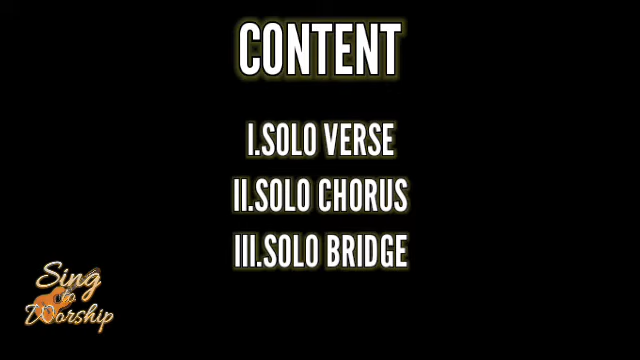 CONTENT
I.SOLO VERSE
II.SOLO CHORUS
III.SOLO BRIDGE
Sing
to
Worship